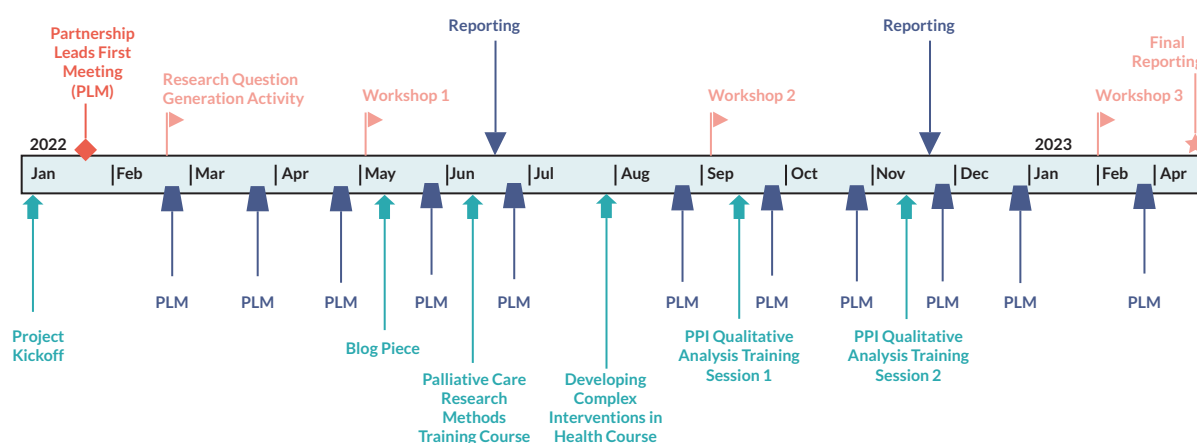 Partnership
Leads First
Meeting
(PLM)
Research Question
Generation Activity
Workshop 1
Reporting
Workshop 2
Reporting
Workshop 3
Final
Reporting
2022
2023
Jan
Feb
Mar
Apr
May
Jun
Jul
Aug
Sep
Oct
Nov
Dec
Jan
Feb
Apr
PLM
PLM
PLM
PLM
PLM
PLM
PLM
PLM
PLM
PLM
PLM
Project
Kickoff
Blog Piece
Palliative Care
Research
Methods
Training Course
Developing
Complex
Interventions in
Health Course
PPI Qualitative
Analysis Training
Session 1
PPI Qualitative
Analysis Training
Session 2